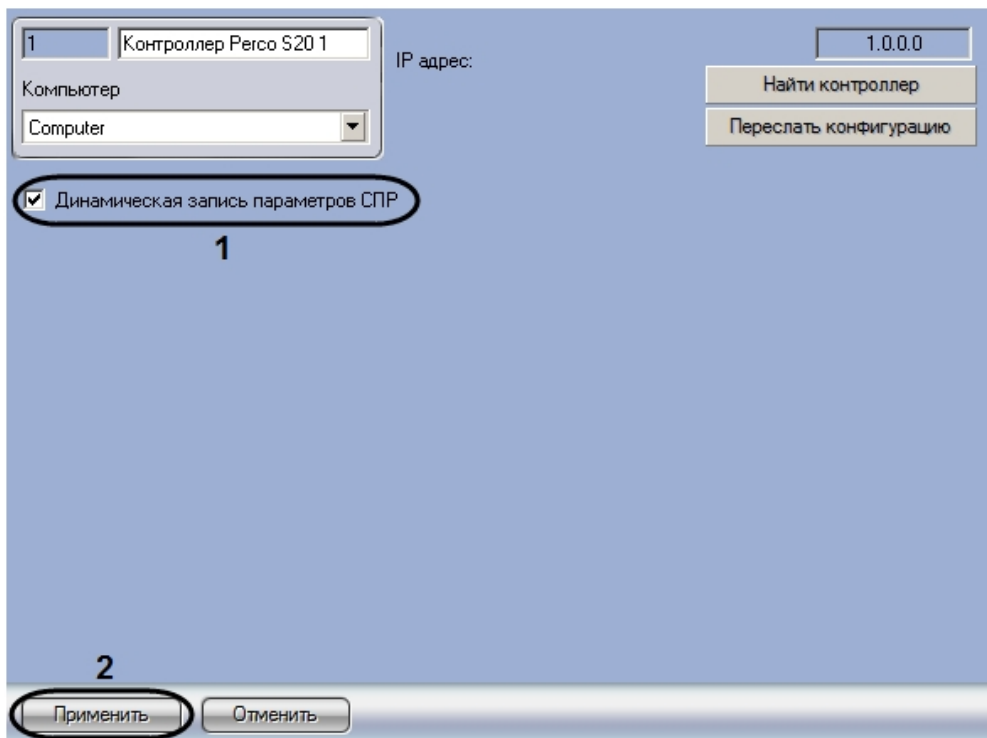 1 Контроллер Perco S20 1
Компьютер
Computer
IP адрес:
1.0.0.0
Найти контроллер
Переслать конфигурацию
Динамическая запись параметров СПР
1
2
Применить Отменить